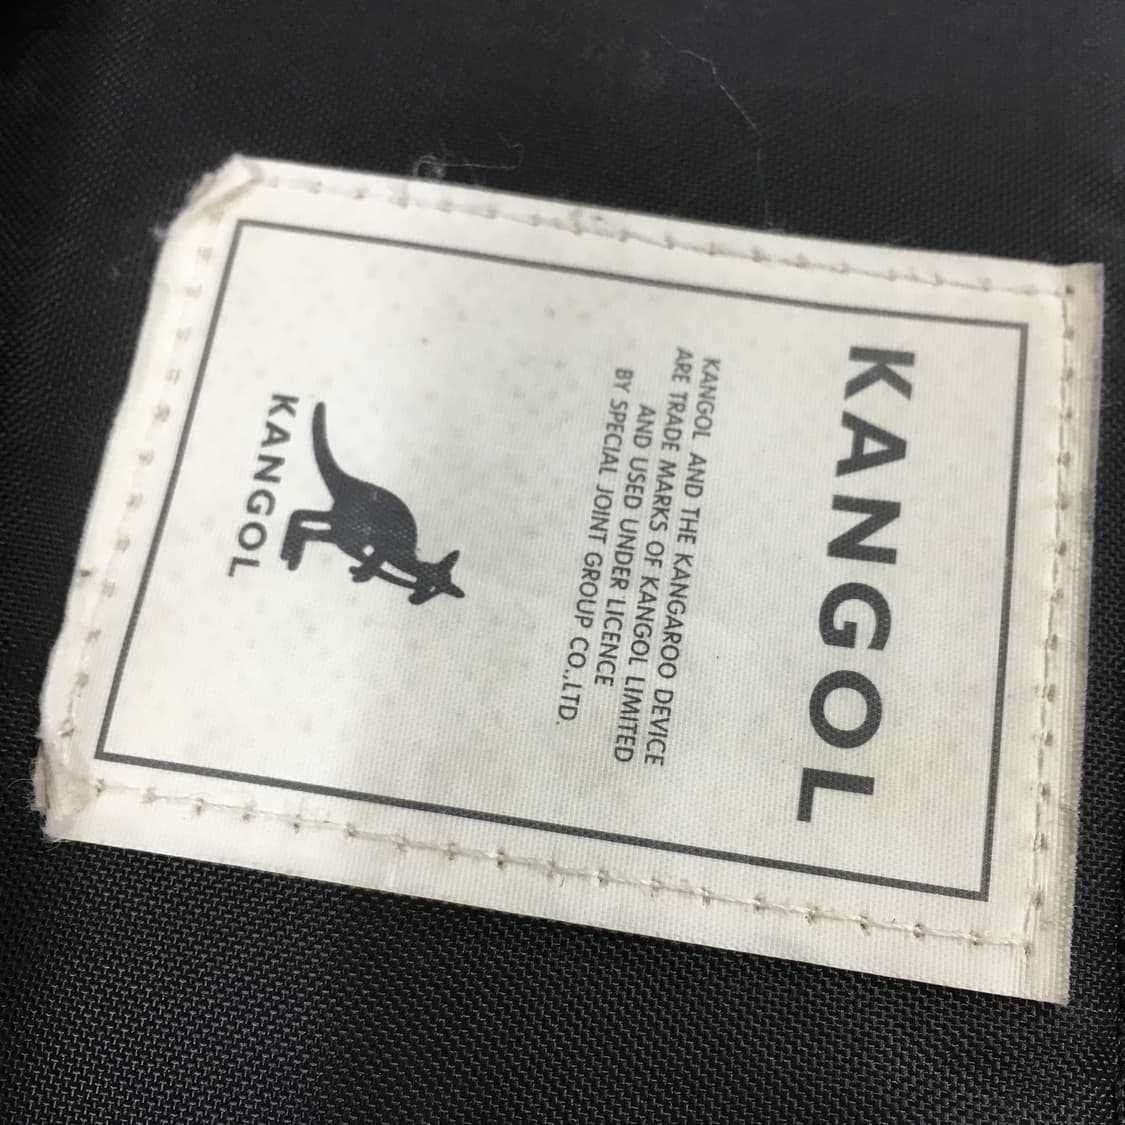 KANGOL
KANGOL AND THE KANGAROO DEVICE
ARE TRADE MARKS OF KANGOL LIMITED
AND USED UNDER LICENCE
BY SPECIAL JOINT GROUP CO.,LTD.
KANGOL